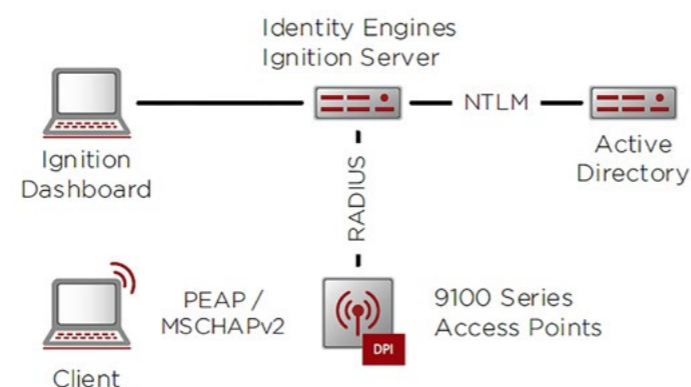 Identity Engines
Ignition Server
NTLM
Active
Directory
Ignition
Dashboard
RADIUS
PEAP /
MSCHAPv2
9100 Series
Access Points
DPI
Client